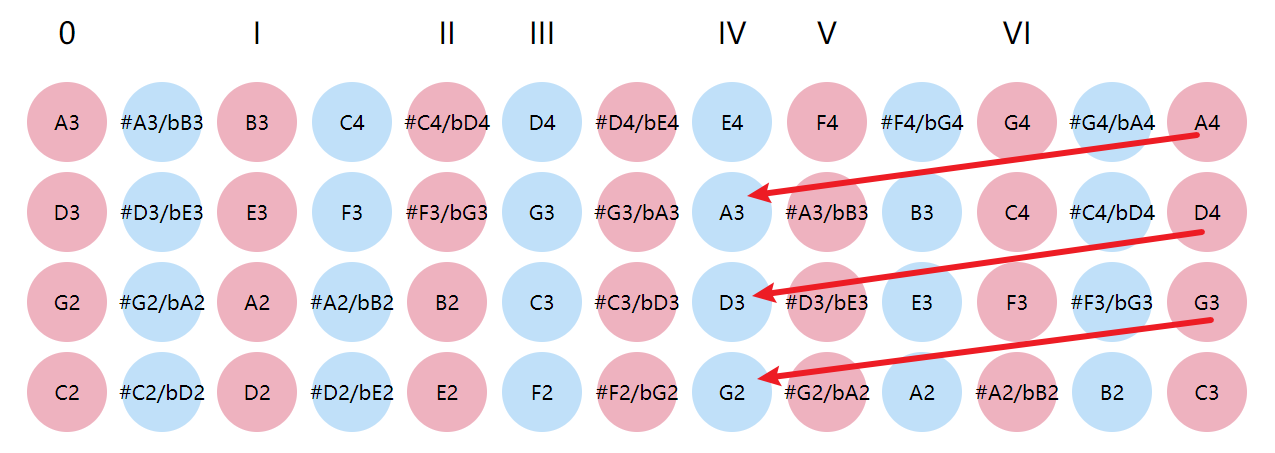 0 I II III IV V VI
A3 #A3/bB3 B3 C4 #C4/bD4 D4 #D4/bE4 E4 F4 #F4/bG4 G4 #G4/bA4 A4
D3 #D3/bE3 E3 F3 #F3/bG3 G3 #G3/bA3 A3 #A3/bB3 B3 C4 #C4/bD4 D4
G2 #G2/bA2 A2 #A2/bB2 B2 C3 #C3/bD3 D3 #D3/bE3 E3 F3 #F3/bG3 G3
C2 #C2/bD2 D2 #D2/bE2 E2 F2 #F2/bG2 G2 #G2/bA2 A2 #A2/bB2 B2 C3